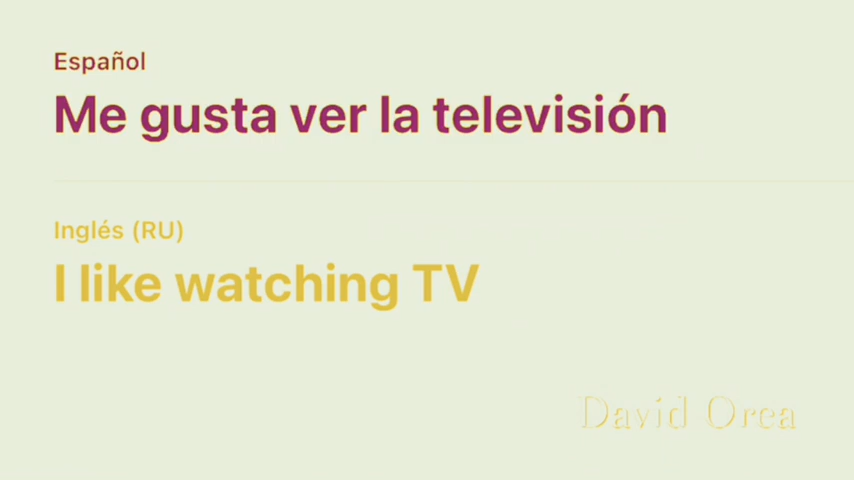 Español
Me gusta ver la televisión
Inglés (RU)
I like watching TV
David Orea